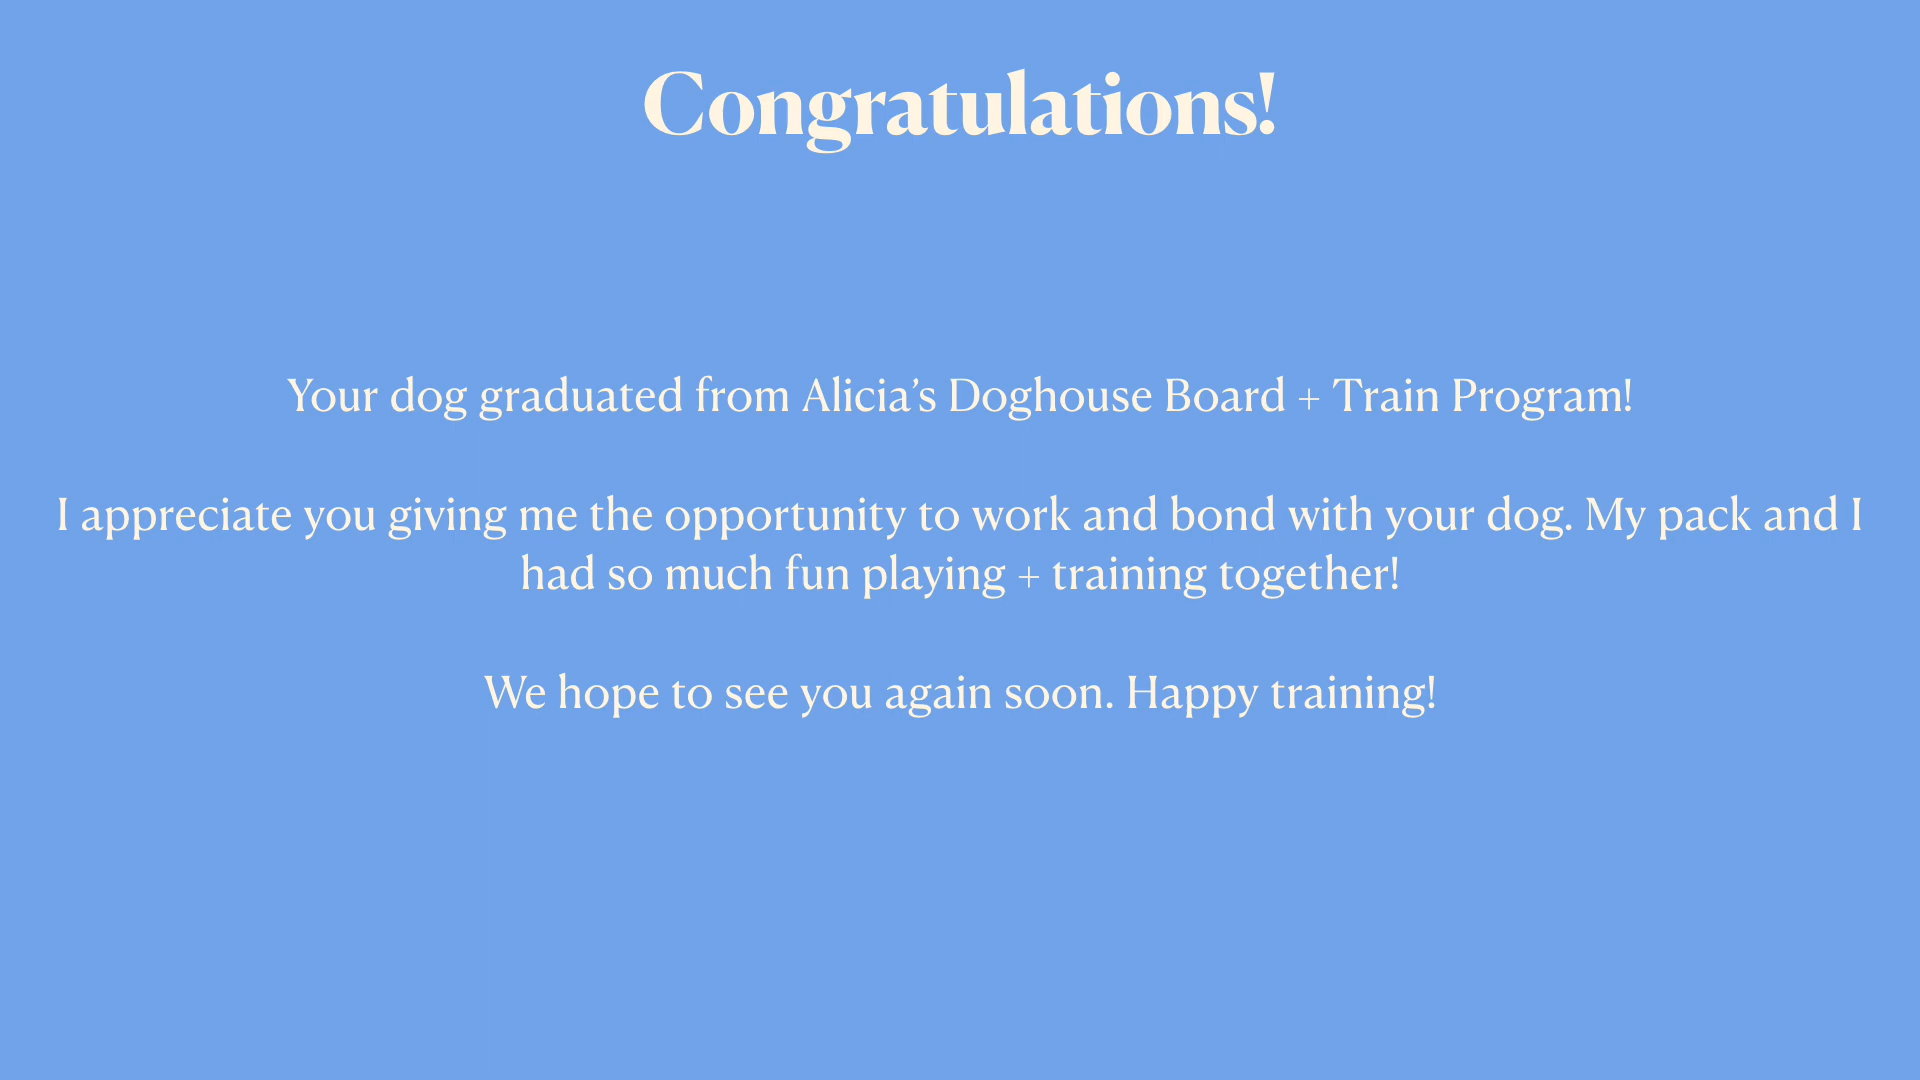 Congratulations!
Your dog graduated from Alicia’s Doghouse Board + Train Program!
I appreciate you giving me the opportunity to work and bond with your dog. My pack and I
had so much fun playing + training together!
We hope to see you again soon. Happy training!